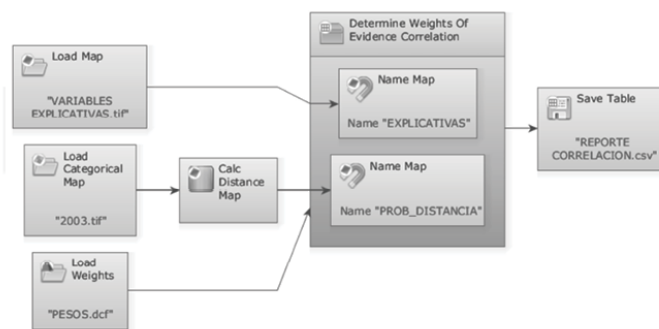 Load Map
"VARIABLES
EXPLICATIVAS.tif"
Load
Categorical
Map
"2003.tif"
Load
Weights
"PESOS.dcf"
Calc
Distance
Map
Determine Weights Of
Evidence Correlation
Name Map
Name "EXPLICATIVAS"
Name Map
Name "PROB_DISTANCIA"
Save Table
"REPORTE
CORRELACION.csv"